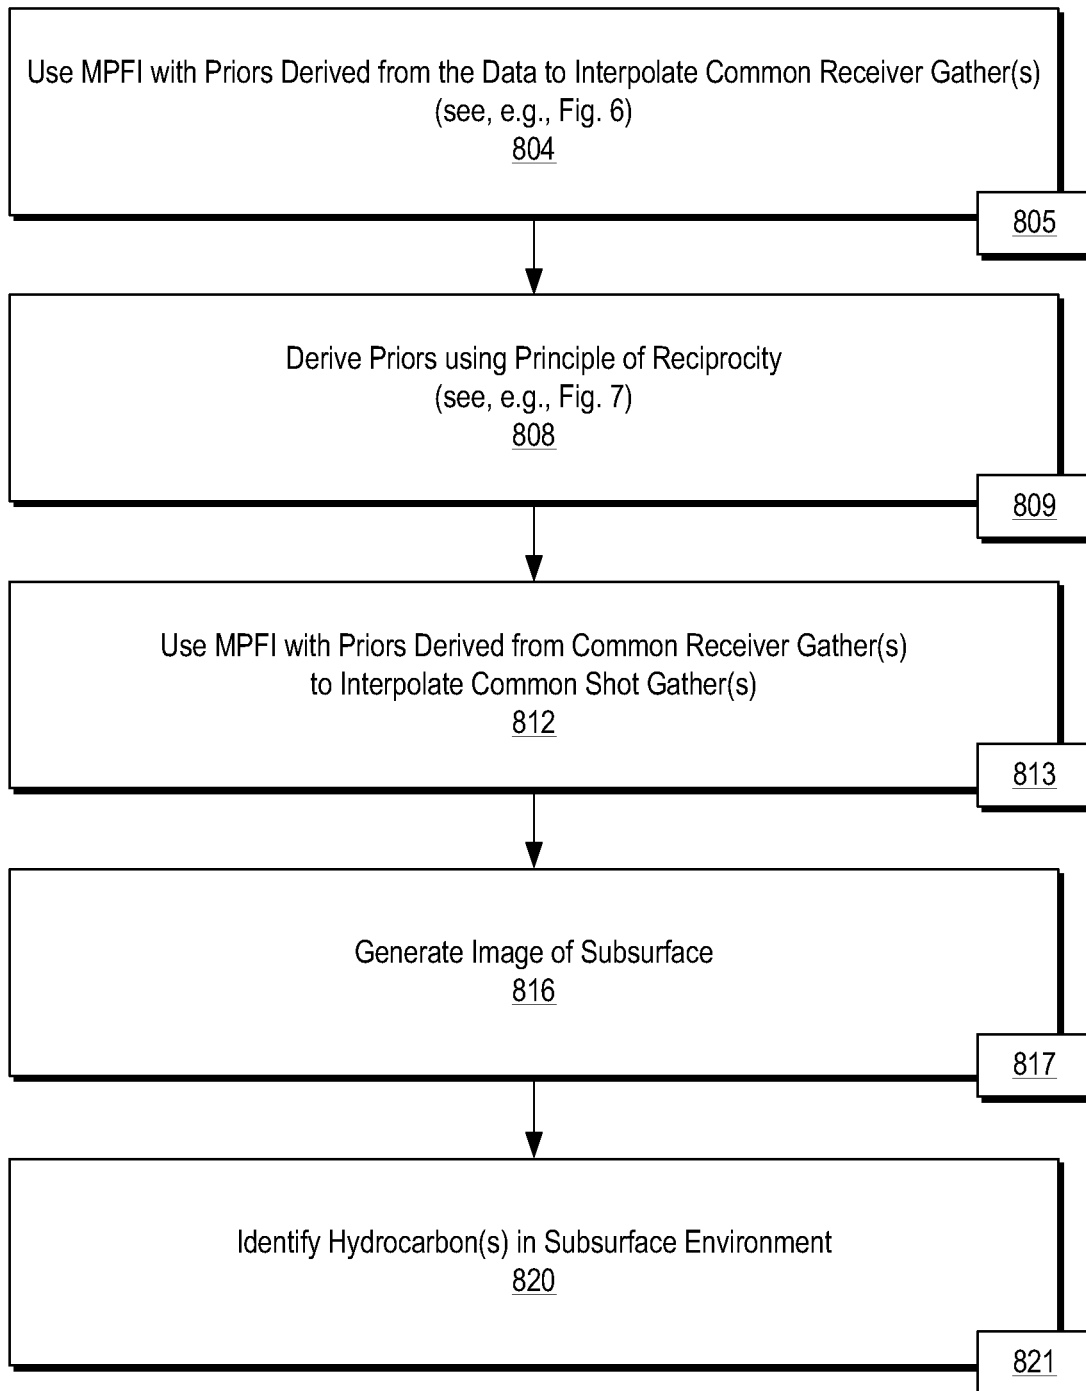 Use MPFI with Priors Derived from the Data to Interpolate Common Receiver Gather(s)
(see, e.g., Fig. 6)
804
805
Derive Priors using Principle of Reciprocity
(see, e.g., Fig. 7)
808
809
Use MPFI with Priors Derived from Common Receiver Gather(s)
to Interpolate Common Shot Gather(s)
812
813
Generate Image of Subsurface
816
817
Identify Hydrocarbon(s) in Subsurface Environment
820
821